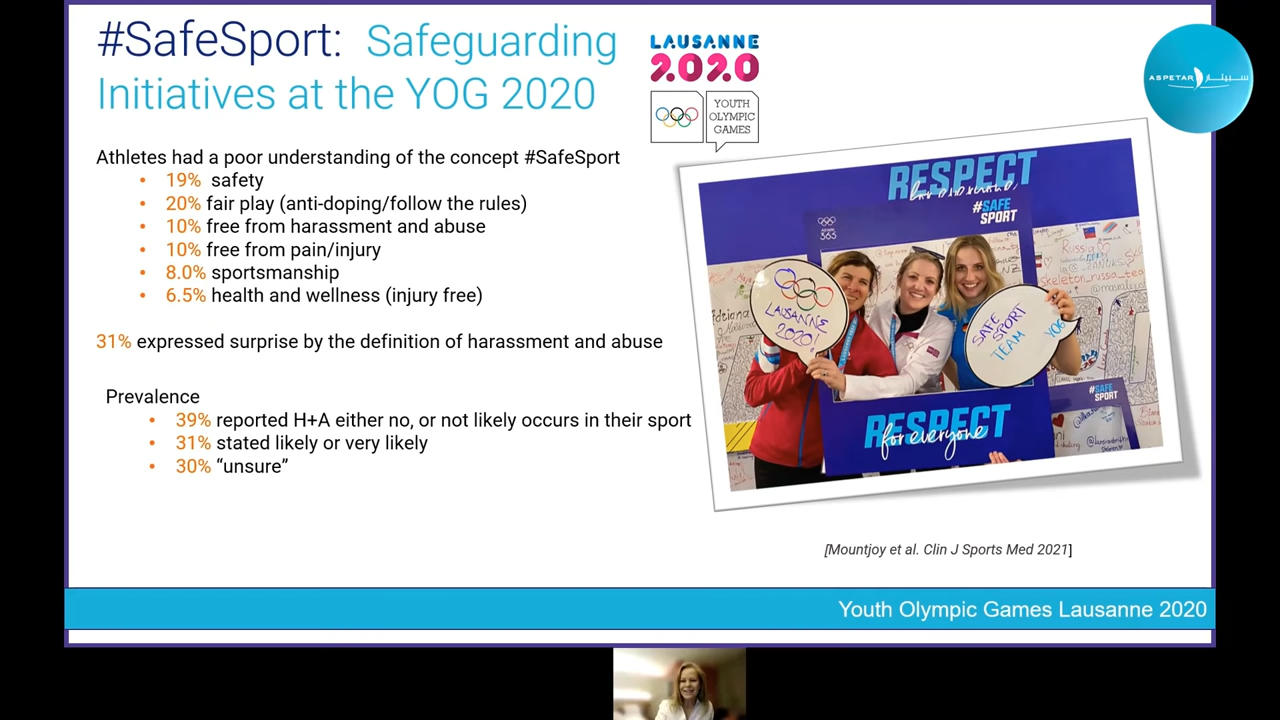 #SafeSport: Safeguarding
Initiatives at the YOG 2020
LAUSANNE
2020
YOUTH
OLYMPIC
GAMES
ASPETAR سبيتار
Athletes had a poor understanding of the concept #SafeSport
• 19% safety
• 20% fair play (anti-doping/follow the rules)
• 10% free from harassment and abuse
• 10% free from pain/injury
• 8.0% sportsmanship
• 6.5% health and wellness (injury free)
31% expressed surprise by the definition of harassment and abuse
Prevalence
• 39% reported H+A either no, or not likely occurs in their sport
• 31% stated likely or very likely
• 30% “unsure”
RESPECT
#SAFE
SPORT
Athlete
365
LAUSANNE
2020!
SAFE
SPORT
TEAM YOG
Russia
RESPECT
for everyone
#SAFE
SPORT
[Mountjoy et al. Clin J Sports Med 2021]
Youth Olympic Games Lausanne 2020